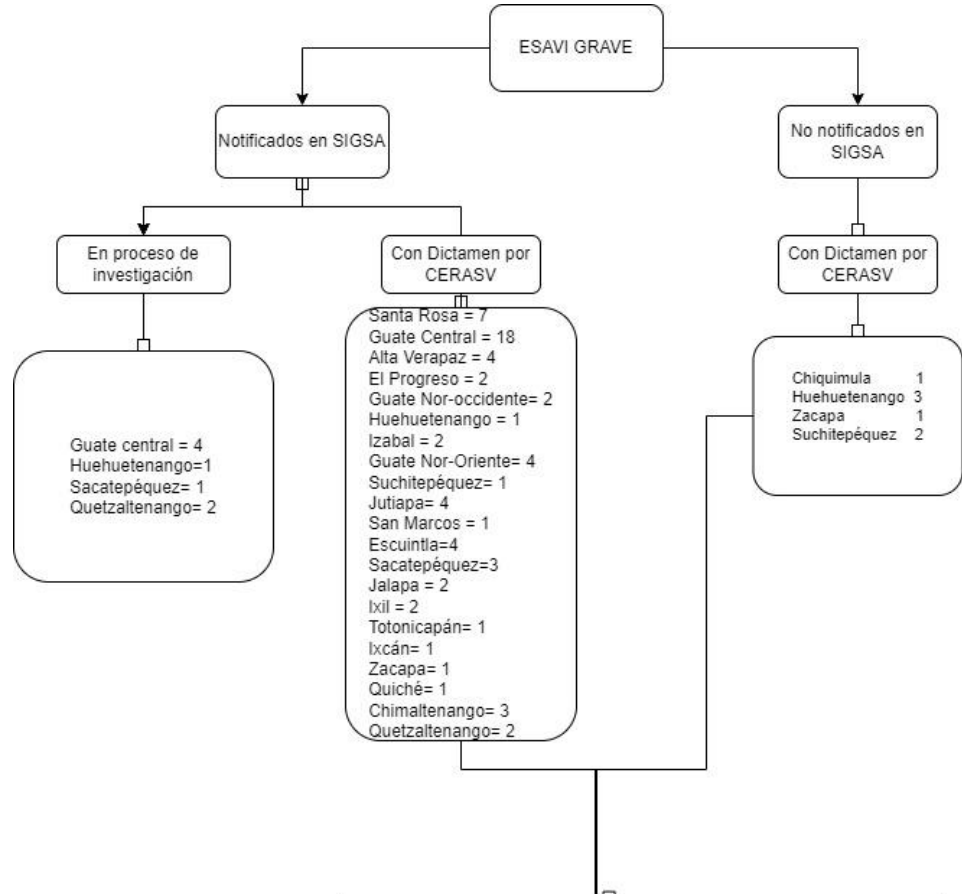 ESAVI GRAVE
Notificados en SIGSA
No notificados en
SIGSA
En proceso de
investigación
Con Dictamen por
CERASV
Con Dictamen por
CERASV
Guate central = 4
Huehuetenango=1
Sacatepéquez= 1
Quetzaltenango= 2
Santa Rosa = 7
Guate Central = 18
Alta Verapaz = 4
El Progreso = 2
Guate Nor-occidente= 2
Huehuetenango = 1
Izabal = 2
Guate Nor-Oriente= 4
Suchitepéquez= 1
Jutiapa= 4
San Marcos = 1
Escuintla=4
Sacatepéquez=3
Jalapa = 2
Ixil = 2
Totonicapán= 1
Ixcán= 1
Zacapa= 1
Quiché= 1
Chimaltenango= 3
Quetzaltenango= 2
Chiquimula 1
Huehuetenango 3
Zacapa 1
Suchitepéquez 2